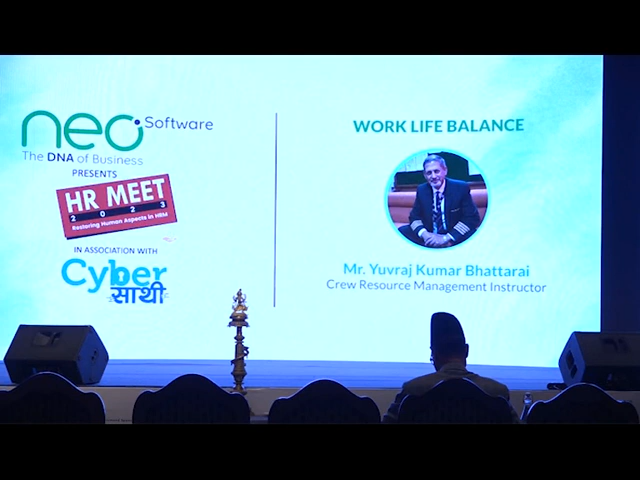 neo Software
The DNA of Business
PRESENTS
HR MEET
2 0 2 3
Restoring Human Aspects in HRM
IN ASSOCIATION WITH
Cyber
साथी
WORK LIFE BALANCE
Mr. Yuvraj Kumar Bhattarai
Crew Resource Management Instructor